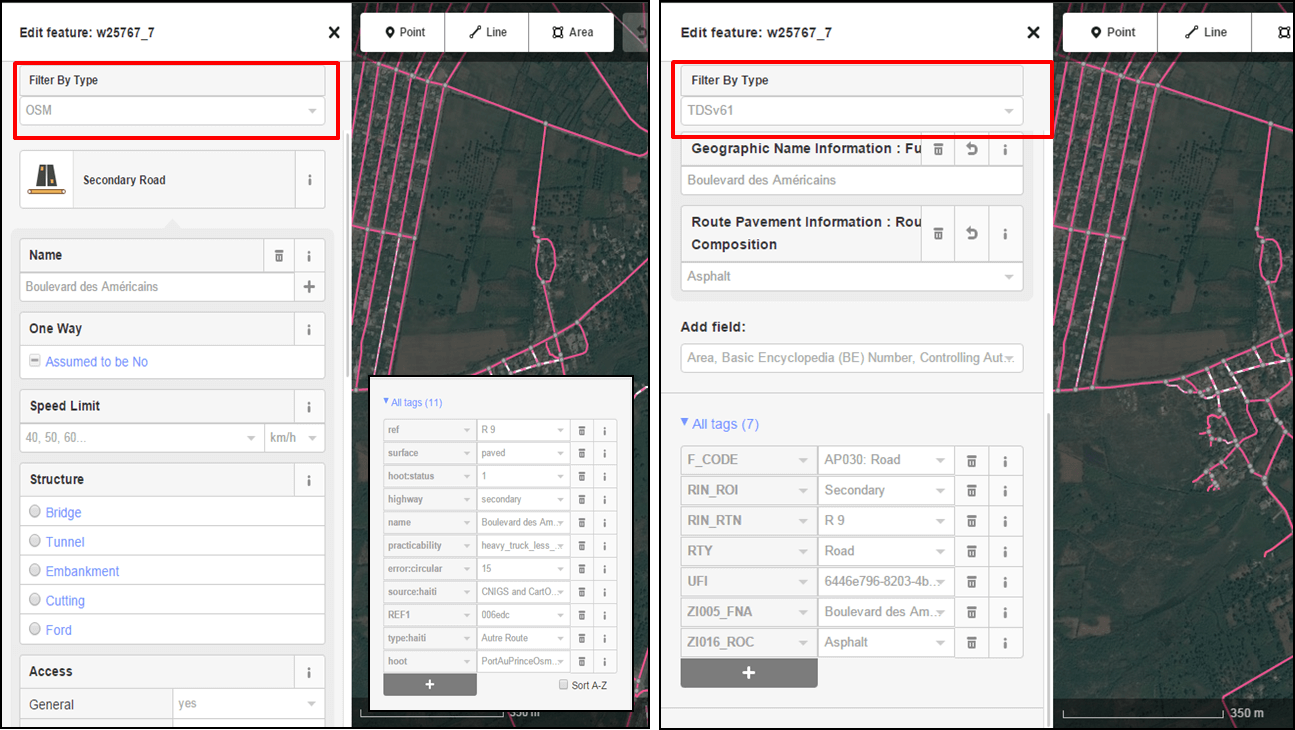 Edit feature: w25767_7
Point
Line
Area
Filter By Type
OSM
Secondary Road
Name
Boulevard des Américains
One Way
Assumed to be No
Speed Limit
40, 50, 60...
km/h
Structure
Bridge
Tunnel
Embankment
Cutting
Ford
Access
General
yes
All tags (11)
ref R 9
surface paved
hoot:status 1
highway secondary
name Boulevard des Am...
practicability heavy_truck_less_...
error:circular 15
source:haiti CNIGS and CartO...
REF1 006edc
type:haiti Autre Route
hoot PortAuPrinceOsm...
+
Sort A-Z
350 m
Edit feature: w25767_7
Point
Line
Filter By Type
TDSv61
Geographic Name Information : Fu
Boulevard des Américains
Route Pavement Information : Rou
Composition
Asphalt
Add field:
Area, Basic Encyclopedia (BE) Number, Controlling Aut...
All tags (7)
F_CODE AP030: Road
RIN_ROI Secondary
RIN_RTN R 9
RTY Road
UFI 6446e796-8203-4b...
ZI005_FNA Boulevard des Am...
ZI016_ROC Asphalt
+
350 m